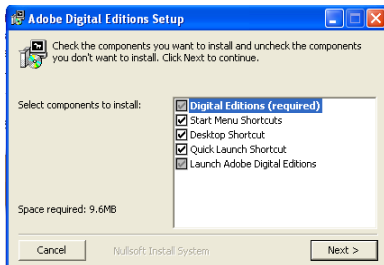 Adobe Digital Editions Setup
Check the components you want to install and uncheck the components
you don't want to install. Click Next to continue.
Select components to install:
Digital Editions (required)
Start Menu Shortcuts
Desktop Shortcut
Quick Launch Shortcut
Launch Adobe Digital Editions
Space required: 9.6MB
Cancel
Nullsoft Install System
Next >